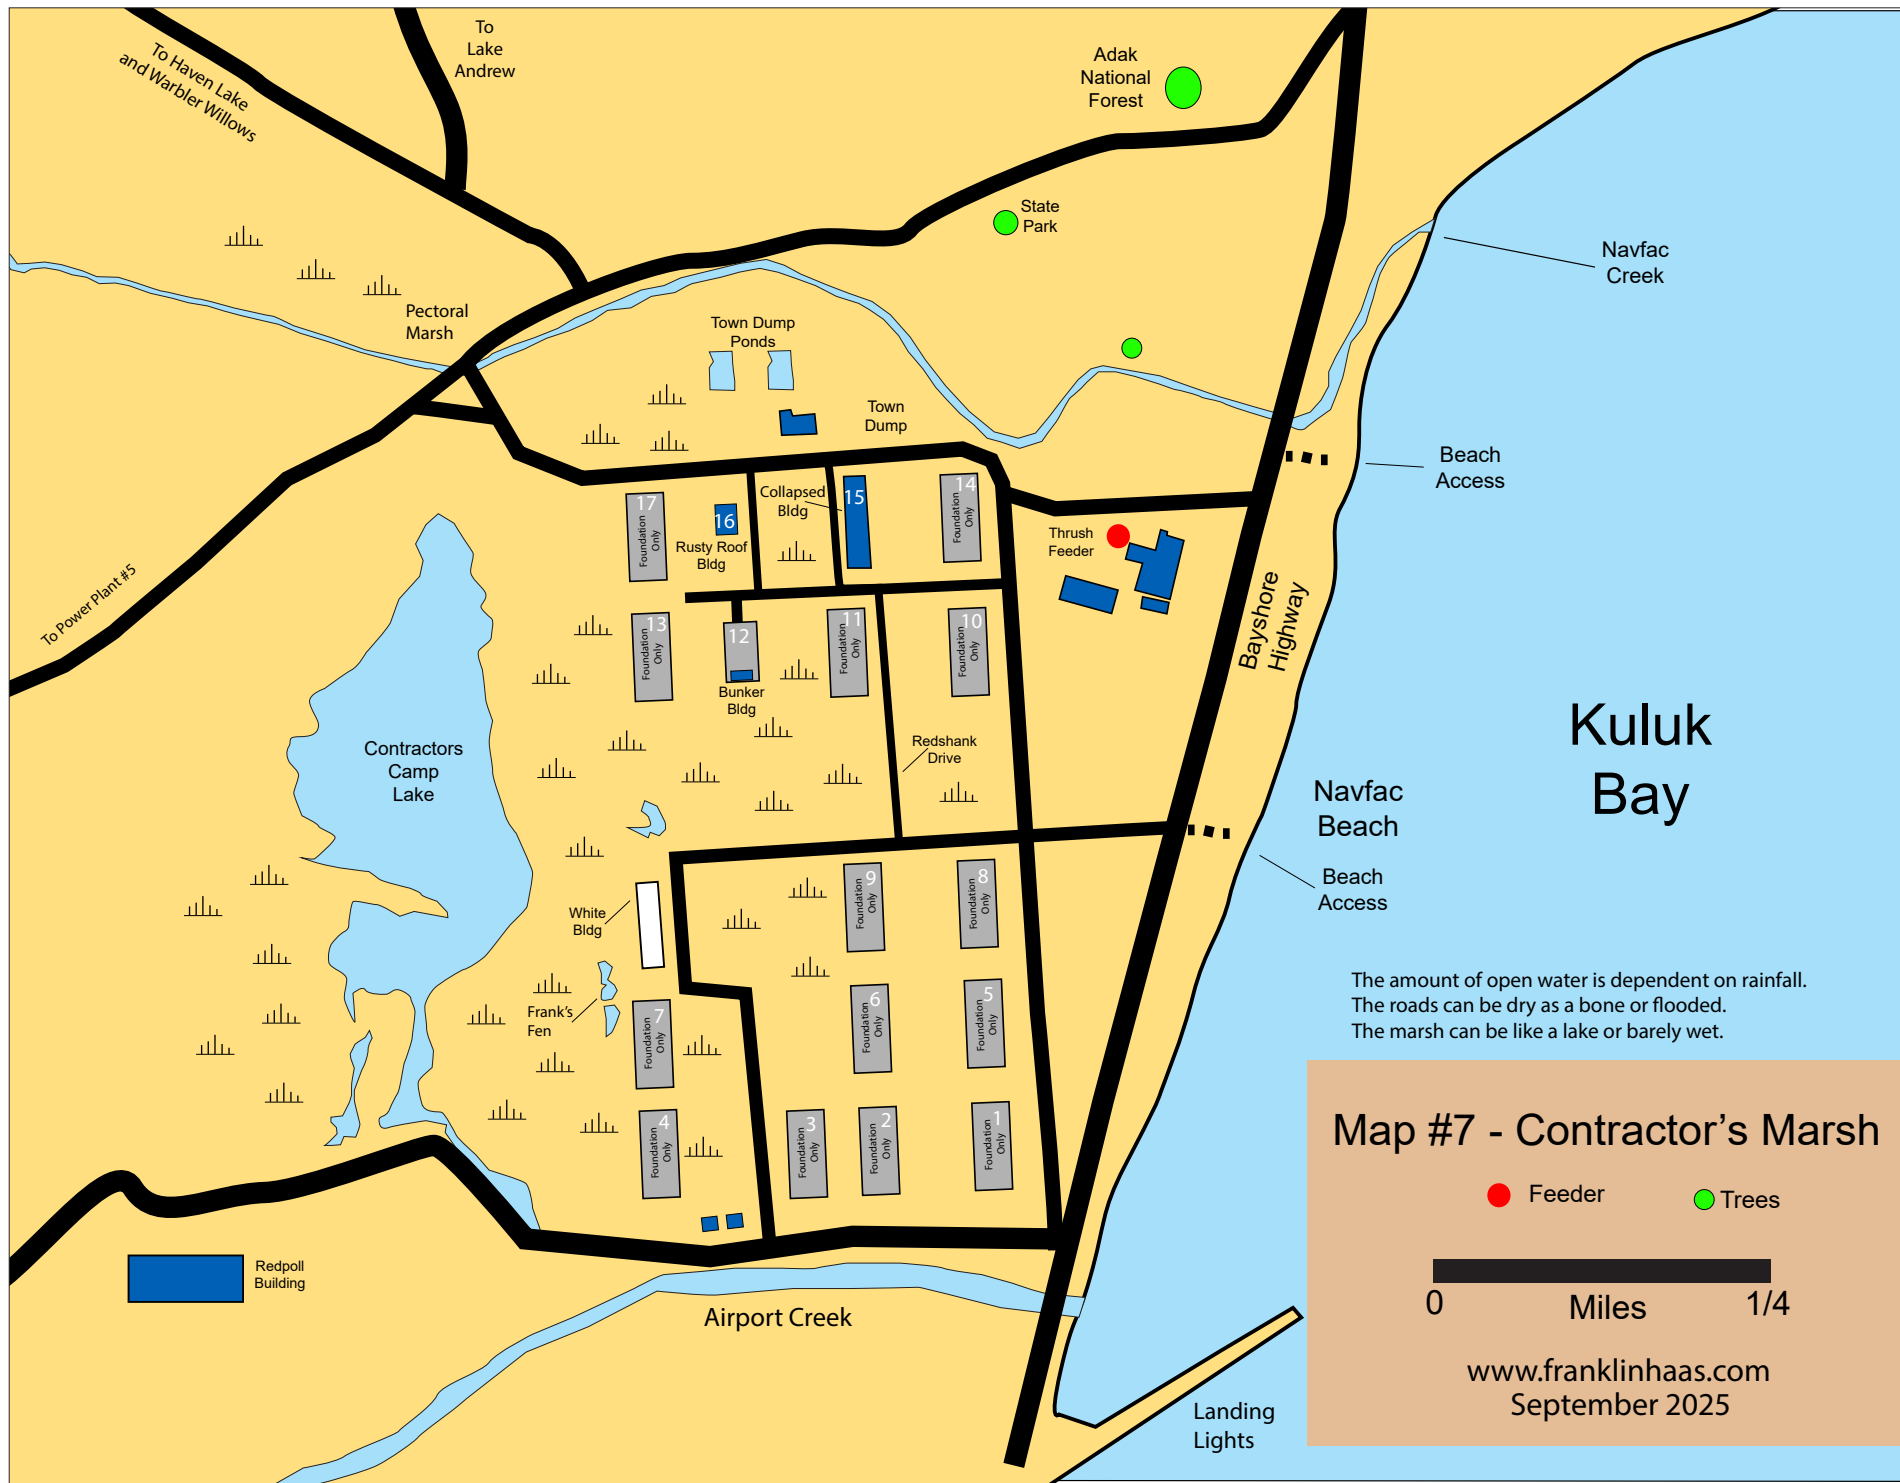 To Haven Lake
and Warbler Willows
To
Lake
Andrew
Adak
National
Forest
State
Park
Navfac
Creek
Pectoral
Marsh
Town Dump
Ponds
Town
Dump
Beach
Access
To Power Plant #5
17
Foundation
Only
16
Rusty Roof
Bldg
Collapsed
Bldg
15
14
Foundation
Only
Thrush
Feeder
Bayshore
Highway
13
Foundation
Only
12
Bunker
Bldg
11
Foundation
Only
10
Foundation
Only
Contractors
Camp
Lake
Redshank
Drive
Kuluk
Bay
Navfac
Beach
Beach
Access
White
Bldg
9
Foundation
Only
8
Foundation
Only
Frank's
Fen
7
Foundation
Only
6
Foundation
Only
5
Foundation
Only
4
Foundation
Only
3
Foundation
Only
2
Foundation
Only
1
Foundation
Only
The amount of open water is dependent on rainfall.
The roads can be dry as a bone or flooded.
The marsh can be like a lake or barely wet.
Redpoll
Building
Airport Creek
Landing
Lights
Map #7 - Contractor's Marsh
Feeder
Trees
0 Miles 1/4
www.franklinhaas.com
September 2025